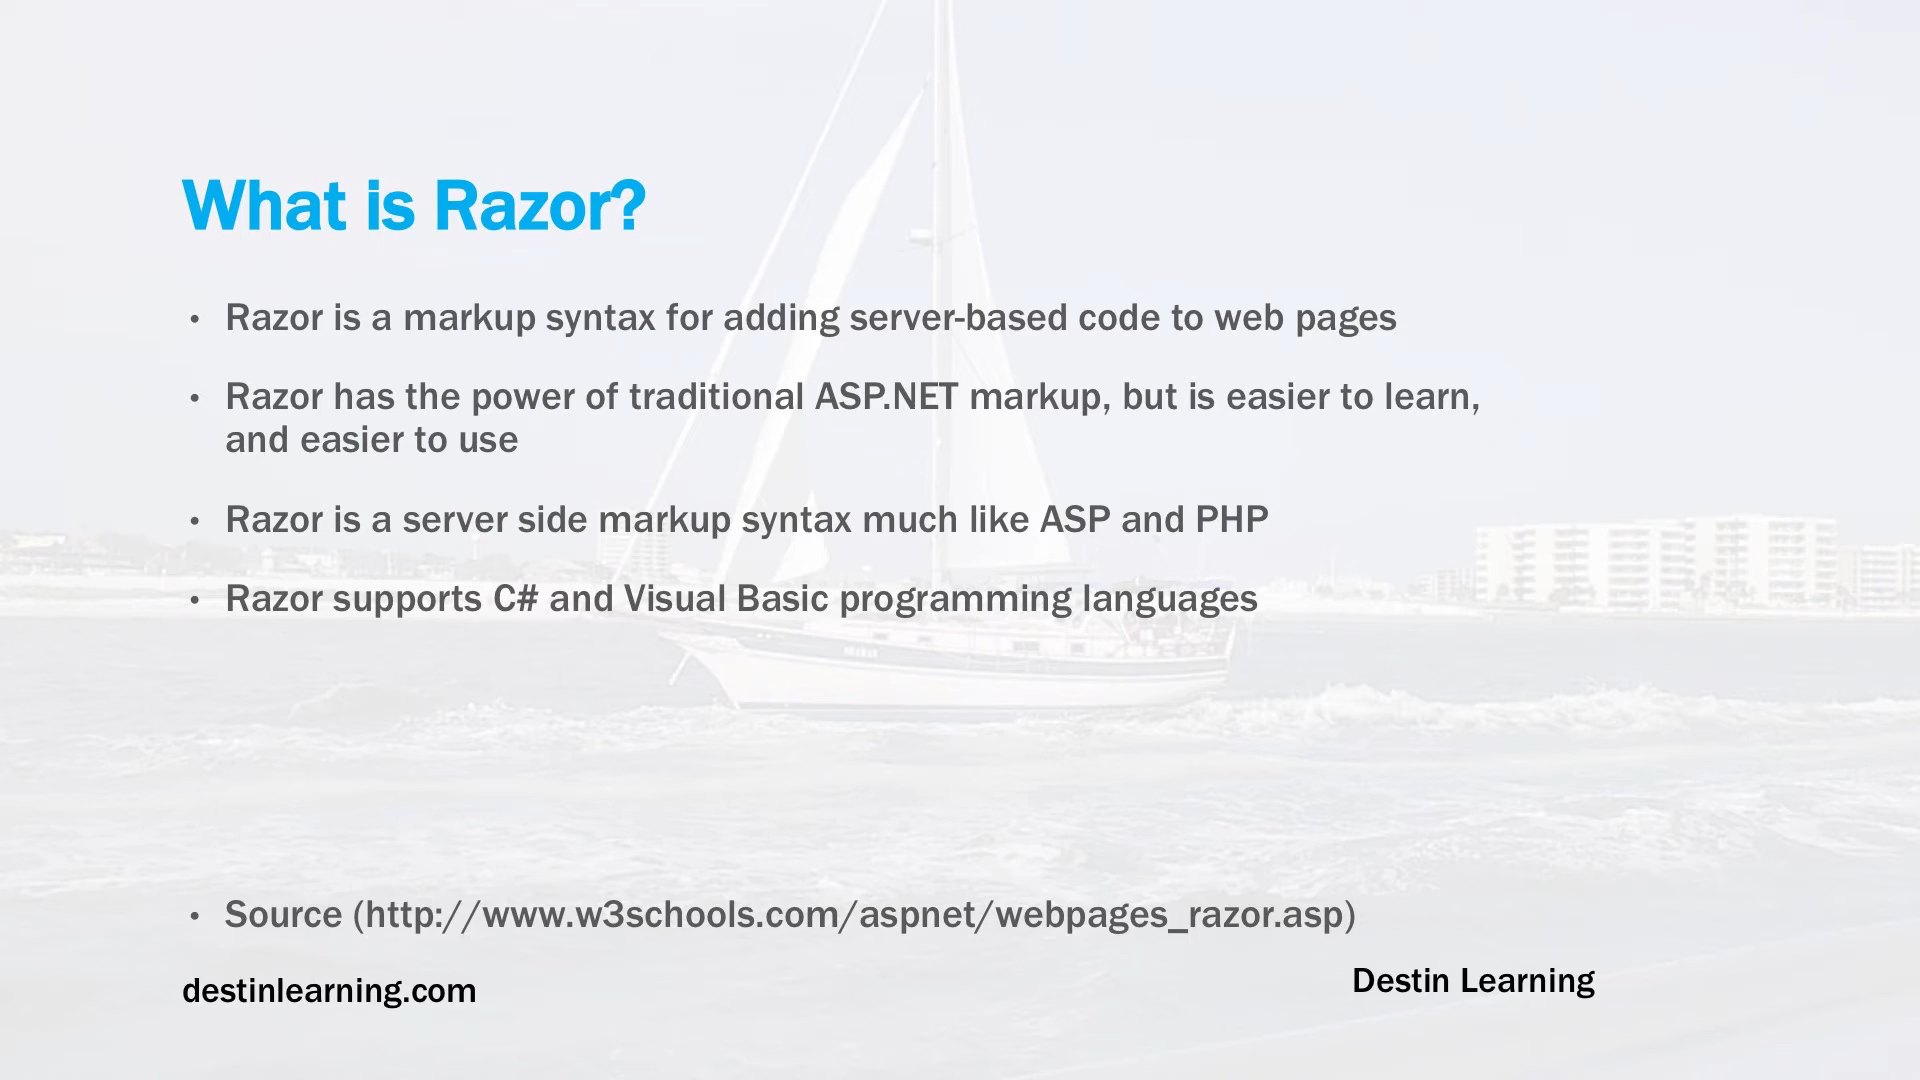 What is Razor?
• Razor is a markup syntax for adding server-based code to web pages
• Razor has the power of traditional ASP.NET markup, but is easier to learn,
and easier to use
• Razor is a server side markup syntax much like ASP and PHP
• Razor supports C# and Visual Basic programming languages
• Source (http://www.w3schools.com/aspnet/webpages_razor.asp)
destinlearning.com
Destin Learning